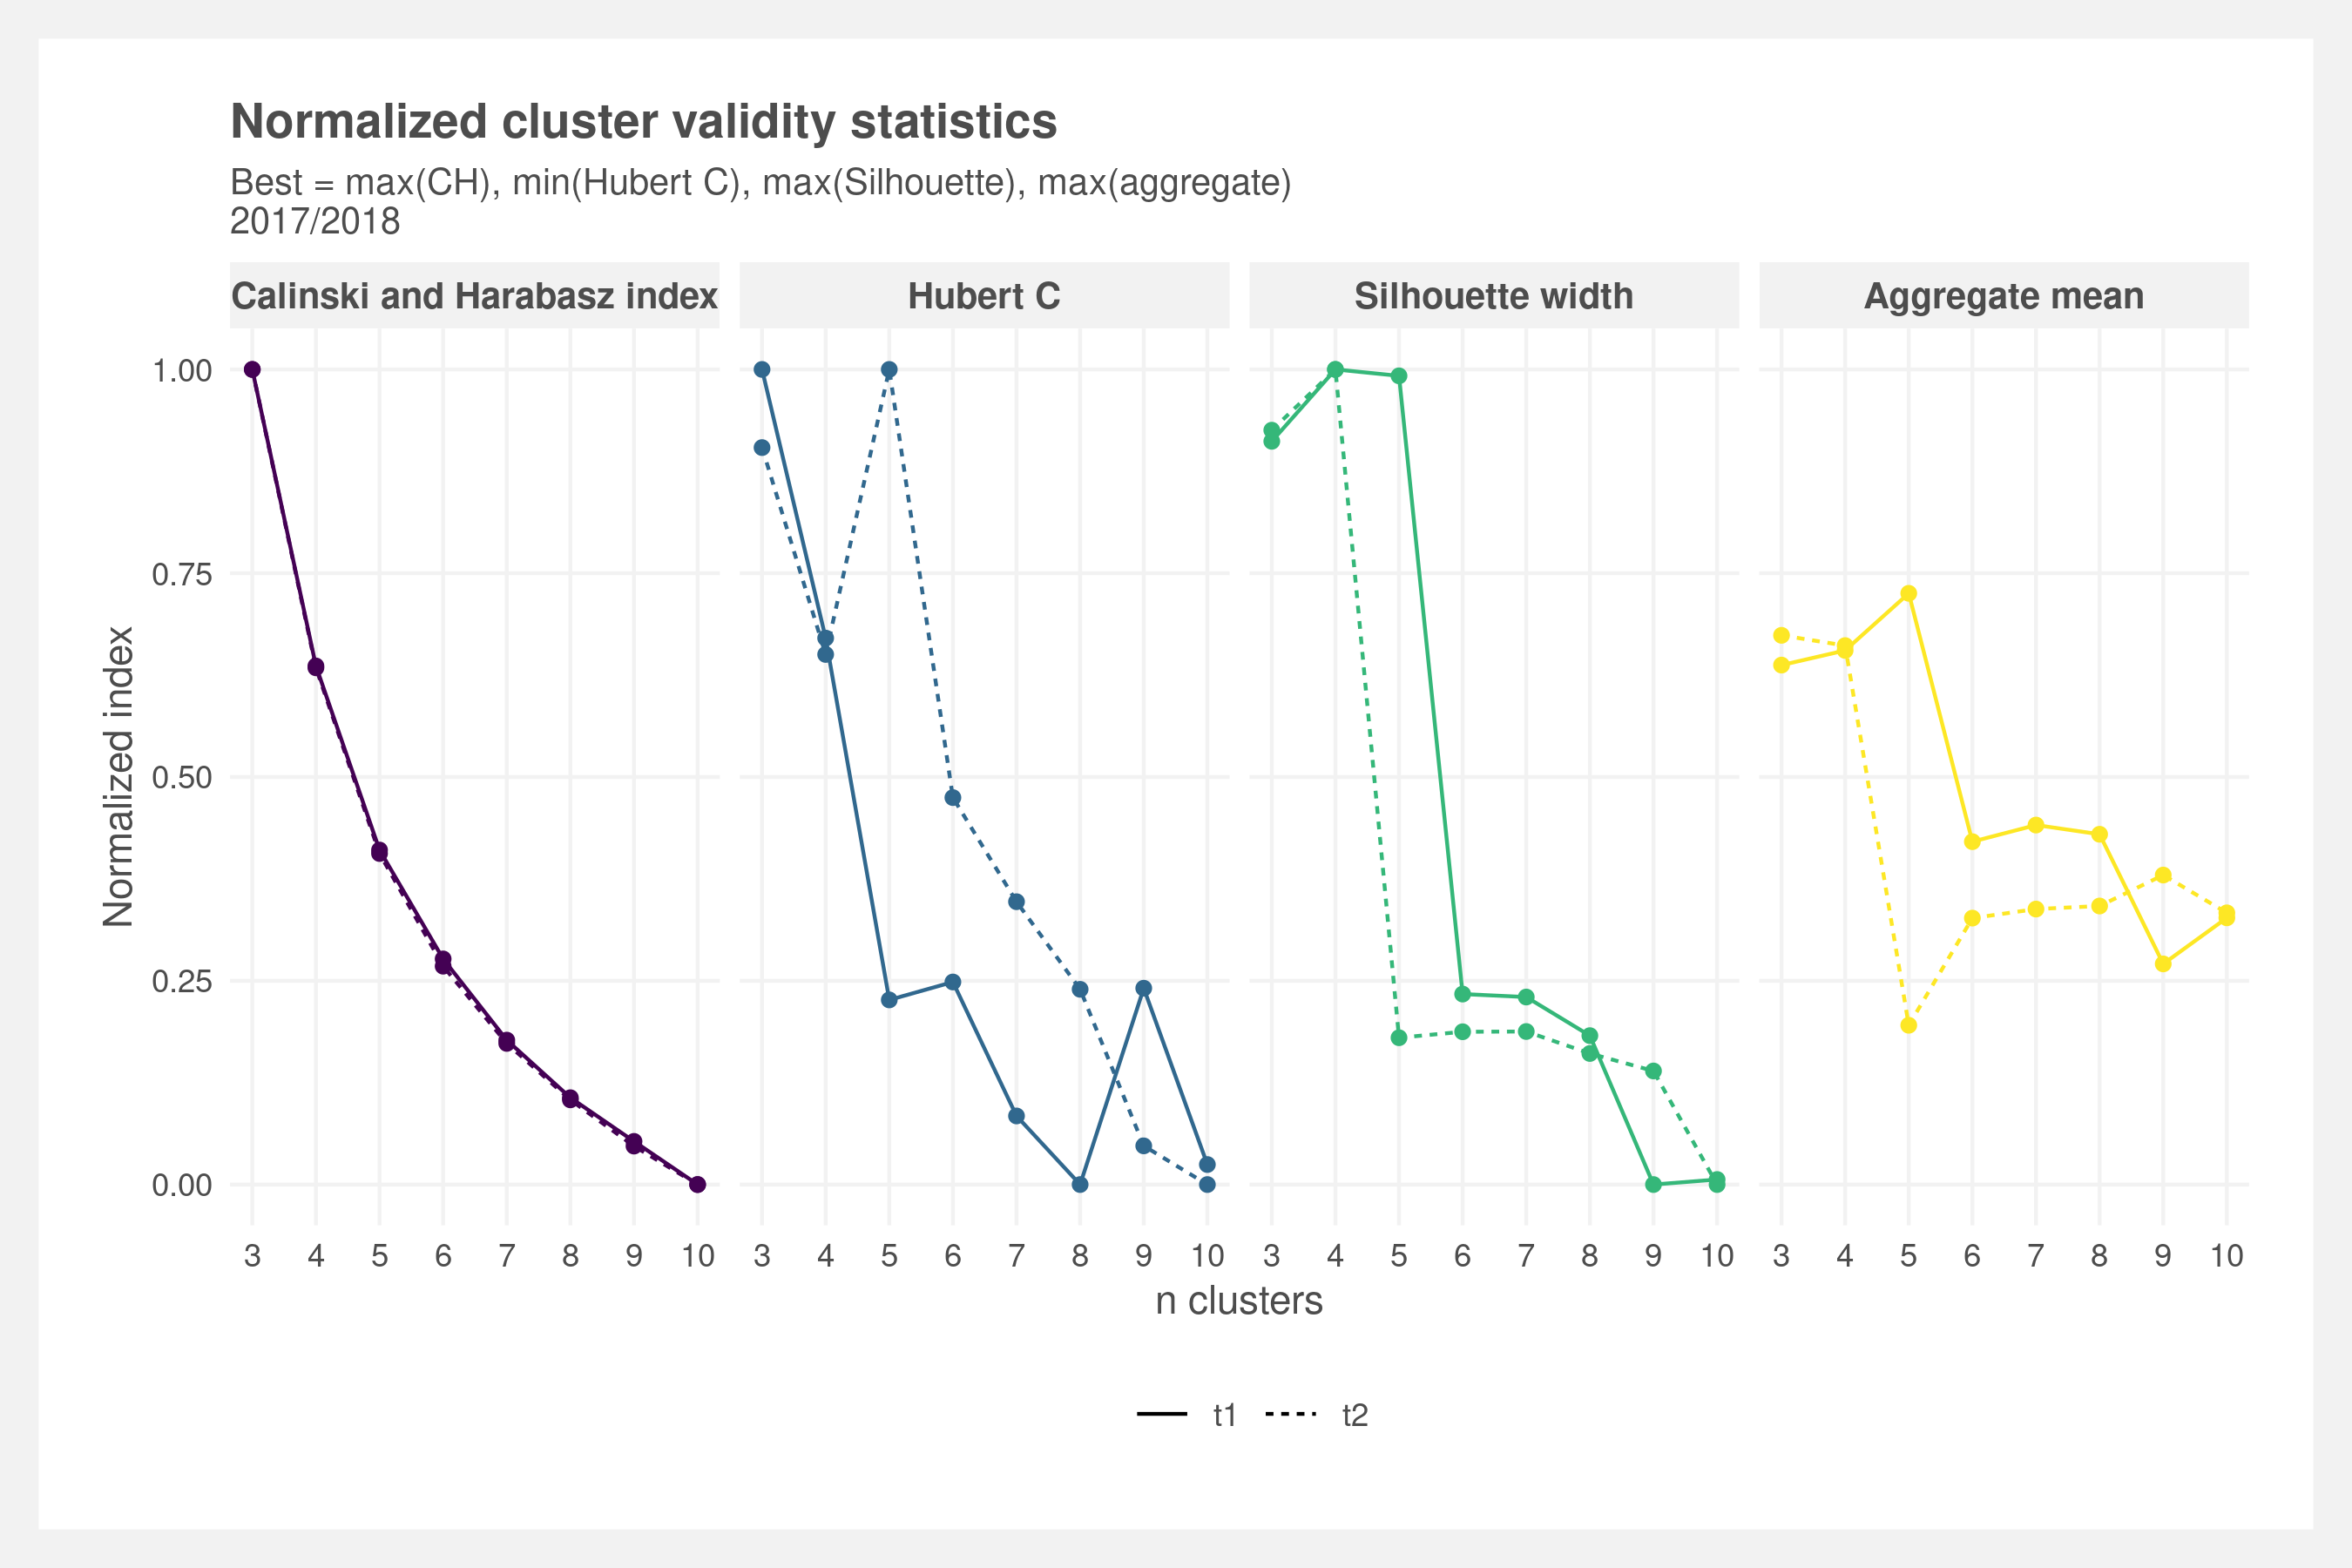 Normalized cluster validity statistics
Best = max(CH), min(Hubert C), max(Silhouette), max(aggregate)
2017/2018
Calinski and Harabasz index
Hubert C
Silhouette width
Aggregate mean
Normalized index
1.00
0.75
0.50
0.25
0.00
3 4 5 6 7 8 9 10
3 4 5 6 7 8 9 10
3 4 5 6 7 8 9 10
3 4 5 6 7 8 9 10
n clusters
t1 t2